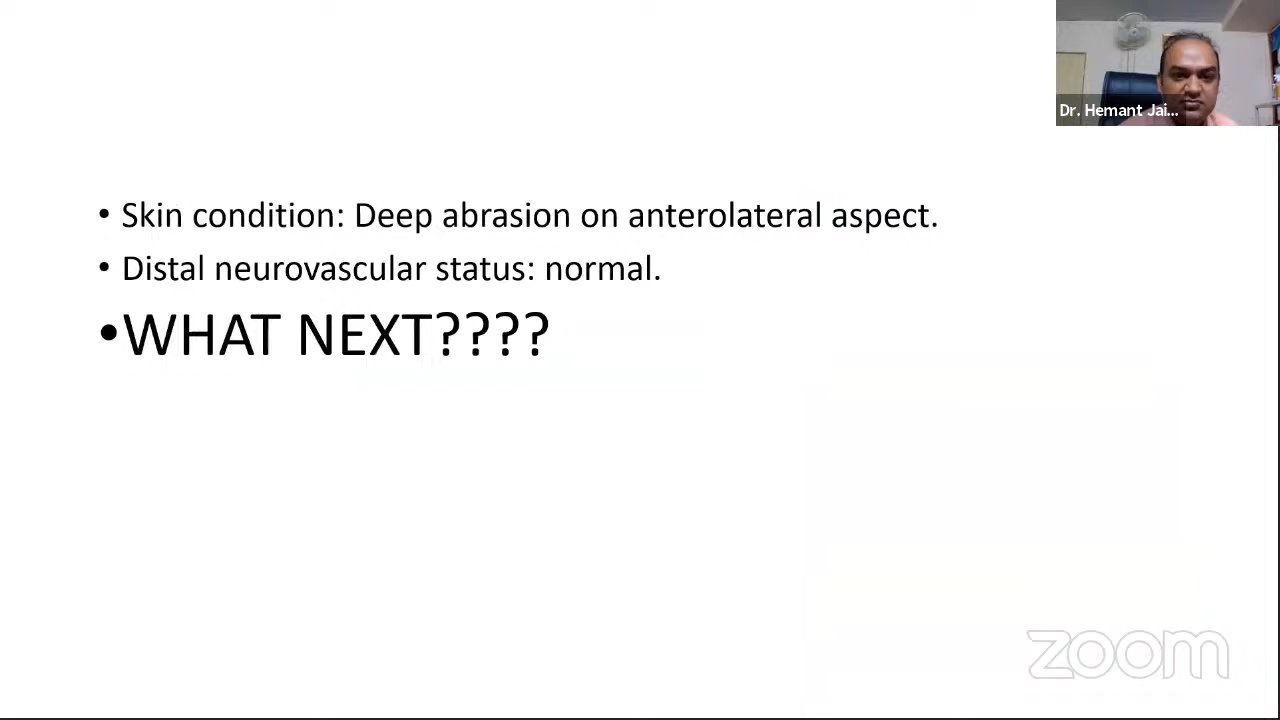 Dr. Hemant Jai...
• Skin condition: Deep abrasion on anterolateral aspect.
• Distal neurovascular status: normal.
•WHAT NEXT????
zoom